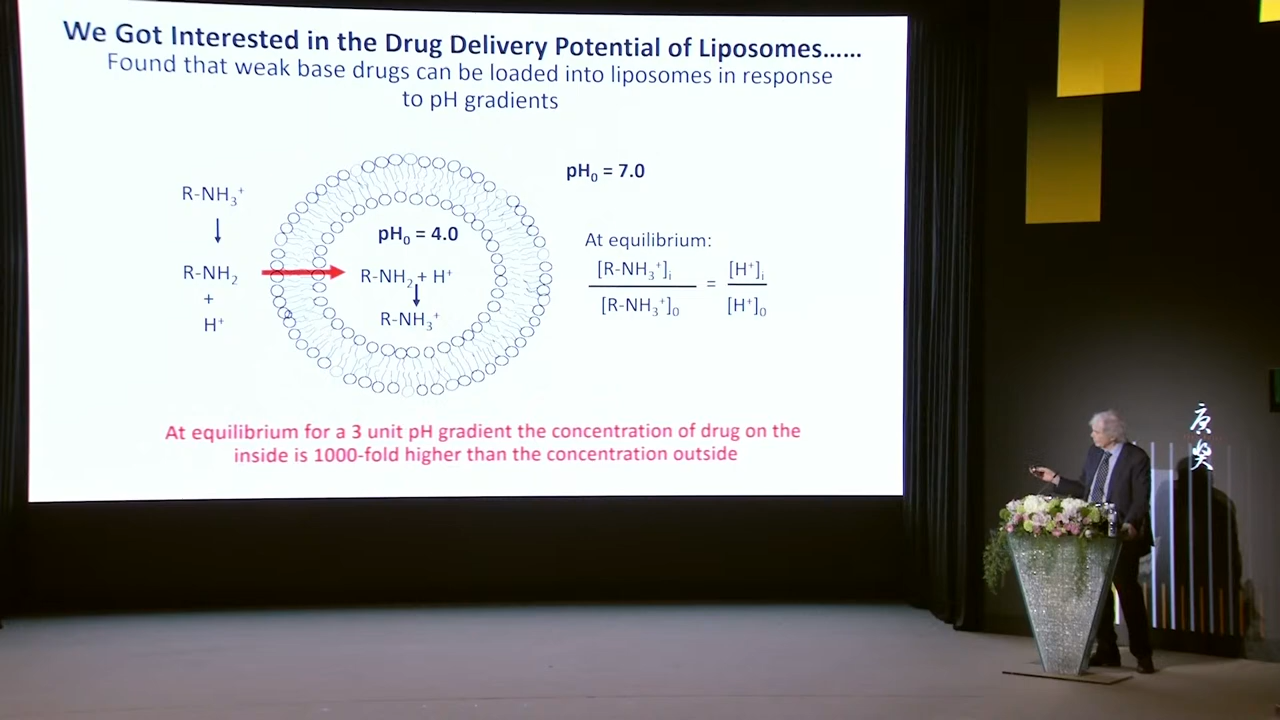 We Got Interested in the Drug Delivery Potential of Liposomes......
Found that weak base drugs can be loaded into liposomes in response
to pH gradients
R-NH₃⁺
R-NH₂
+
H⁺
pH₀ = 4.0
R-NH₂ + H⁺
R-NH₃⁺
pH₀ = 7.0
At equilibrium:
[R-NH₃⁺]ᵢ
[R-NH₃⁺]₀
=
[H⁺]ᵢ
[H⁺]₀
At equilibrium for a 3 unit pH gradient the concentration of drug on the
inside is 1000-fold higher than the concentration outside